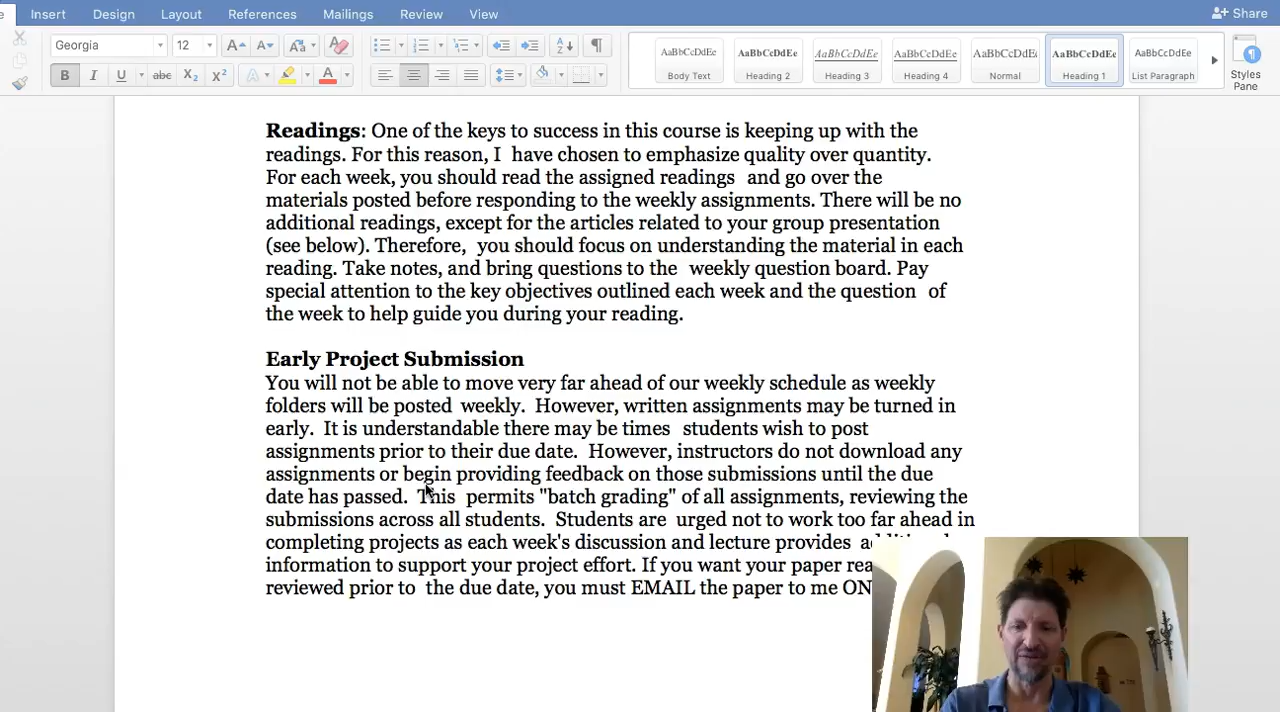 Insert Design Layout References Mailings Review View Share
Georgia 12
AaBbCcDdEe AaBbCcDdEe AaBbCcDdEe AaBbCcDdEe AaBbCcDdEe AaBbCcDdEe AaBbCcDdEe
Body Text Heading 2 Heading 3 Heading 4 Normal Heading 1 List Paragraph
Styles
Pane
B I U abc X2 X2 A A
Readings: One of the keys to success in this course is keeping up with the
readings. For this reason, I have chosen to emphasize quality over quantity.
For each week, you should read the assigned readings and go over the
materials posted before responding to the weekly assignments. There will be no
additional readings, except for the articles related to your group presentation
(see below). Therefore, you should focus on understanding the material in each
reading. Take notes, and bring questions to the weekly question board. Pay
special attention to the key objectives outlined each week and the question of
the week to help guide you during your reading.
Early Project Submission
You will not be able to move very far ahead of our weekly schedule as weekly
folders will be posted weekly. However, written assignments may be turned in
early. It is understandable there may be times students wish to post
assignments prior to their due date. However, instructors do not download any
assignments or begin providing feedback on those submissions until the due
date has passed. This permits "batch grading" of all assignments, reviewing the
submissions across all students. Students are urged not to work too far ahead in
completing projects as each week's discussion and lecture provides
information to support your project effort. If you want your paper
reviewed prior to the due date, you must EMAIL the paper to me